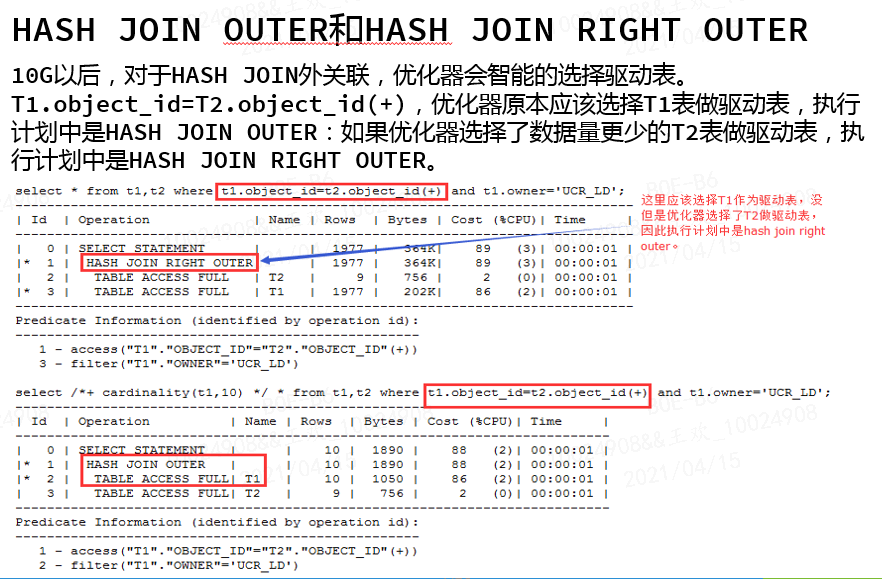 HASH JOIN OUTER和HASH JOIN RIGHT OUTER
10G以后，对于HASH JOIN外关联，优化器会智能的选择驱动表。
T1.object_id=T2.object_id(+)，优化器原本应该选择T1表做驱动表，执
行计划中是HASH JOIN OUTER：如果优化器选择了数据量更少的T2表做驱动表，执
行计划中是HASH JOIN RIGHT OUTER。
select * from t1,t2 where t1.object_id=t2.object_id(+) and t1.owner='UCR_LD';
这里应该选择T1作为驱动表，没
但是优化器选择了T2做驱动表，
因此执行计划中是hash join right
outer。
| Id | Operation | Name | Rows | Bytes | Cost (%CPU)| Time |
| 0 | SELECT STATEMENT | | 1977 | 364K| 89 (3)| 00:00:01 |
|* 1 | HASH JOIN RIGHT OUTER| | 1977 | 364K| 89 (3)| 00:00:01 |
| 2 | TABLE ACCESS FULL | T2 | 9 | 756 | 2 (0)| 00:00:01 |
|* 3 | TABLE ACCESS FULL | T1 | 1977 | 202K| 86 (2)| 00:00:01 |
Predicate Information (identified by operation id):
1 - access("T1"."OBJECT_ID"="T2"."OBJECT_ID"(+))
3 - filter("T1"."OWNER"='UCR_LD')
select /*+ cardinality(t1,10) */ * from t1,t2 where t1.object_id=t2.object_id(+) and t1.owner='UCR_LD';
| Id | Operation | Name | Rows | Bytes | Cost (%CPU)| Time |
| 0 | SELECT STATEMENT | | 10 | 1890 | 88 (2)| 00:00:01 |
|* 1 | HASH JOIN OUTER | | 10 | 1890 | 88 (2)| 00:00:01 |
|* 2 | TABLE ACCESS FULL| T1 | 10 | 1050 | 86 (2)| 00:00:01 |
| 3 | TABLE ACCESS FULL| T2 | 9 | 756 | 2 (0)| 00:00:01 |
Predicate Information (identified by operation id):
1 - access("T1"."OBJECT_ID"="T2"."OBJECT_ID"(+))
2 - filter("T1"."OWNER"='UCR_LD')
2021/04/15